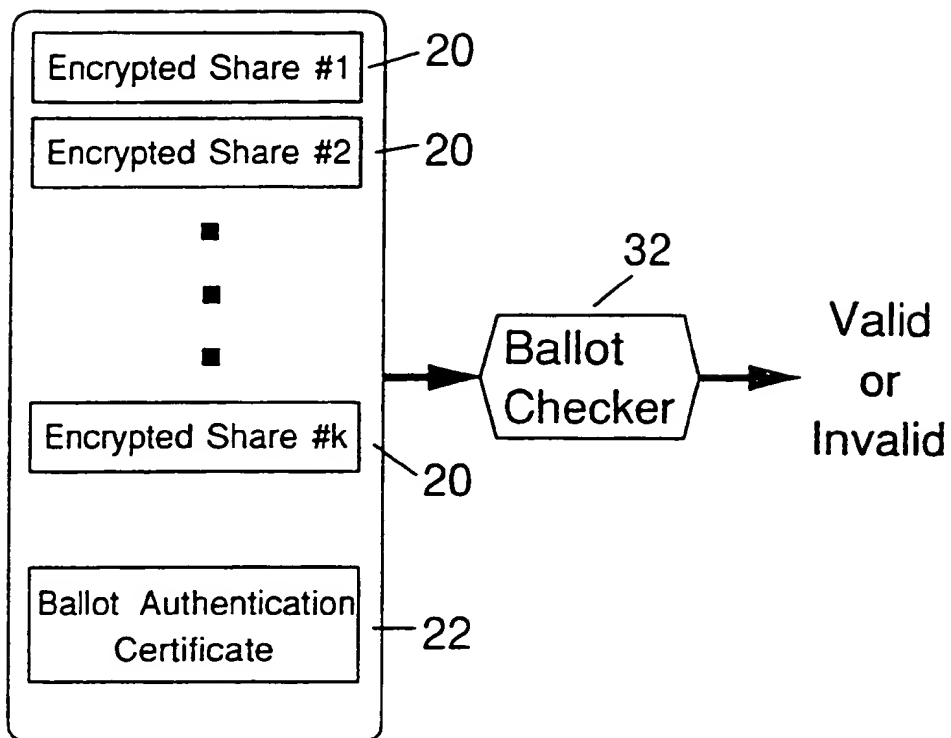 Encrypted Share #1
20
Encrypted Share #2
20
Encrypted Share #k
20
Ballot Authentication
Certificate
22
32
Ballot
Checker
Valid
or
Invalid